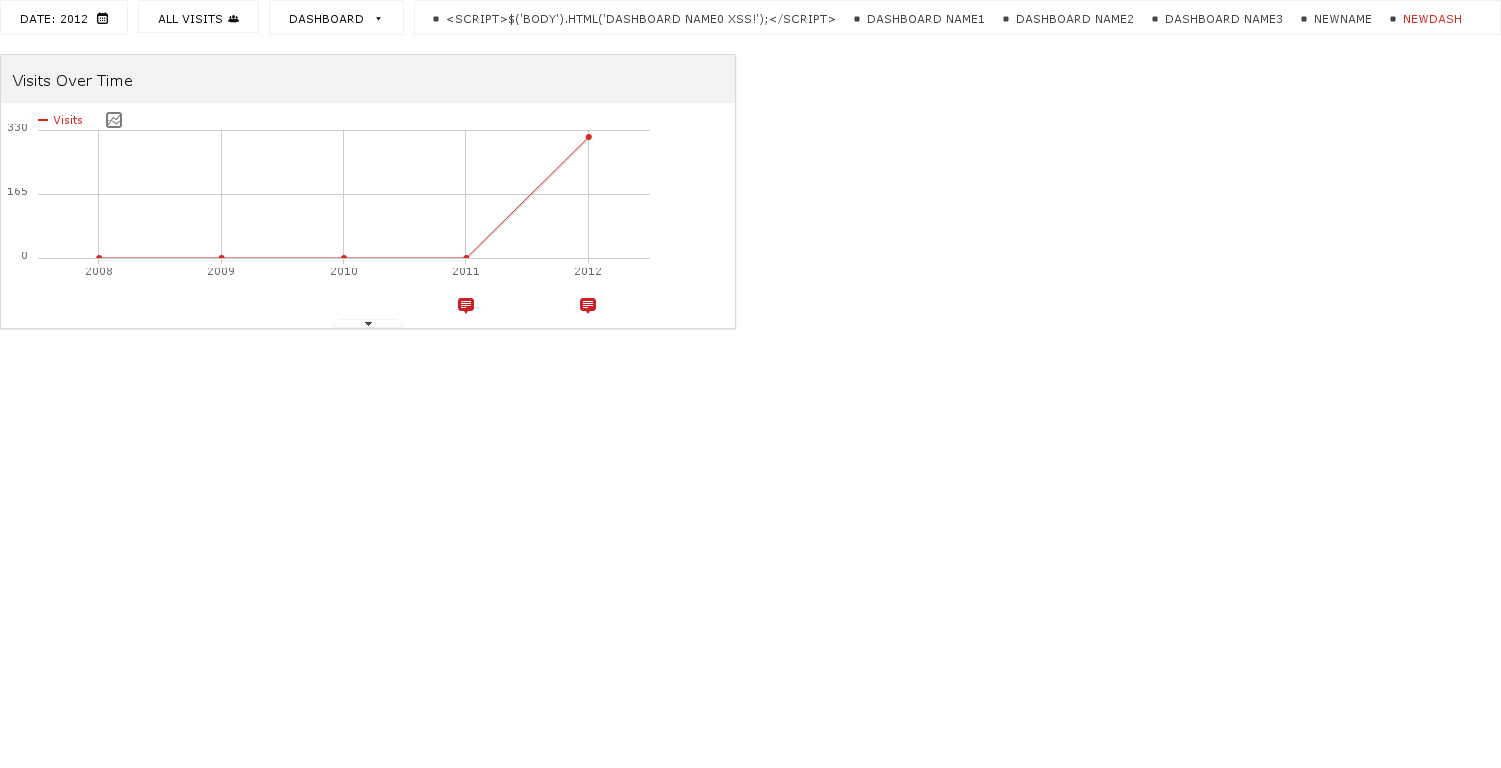 DATE: 2012 ALL VISITS DASHBOARD <SCRIPT>$('BODY').HTML('DASHBOARD NAME0 XSS!');</SCRIPT> DASHBOARD NAME1 DASHBOARD NAME2 DASHBOARD NAME3 NEWNAME NEWDASH
Visits Over Time
Visits
330
165
0
2008 2009 2010 2011 2012